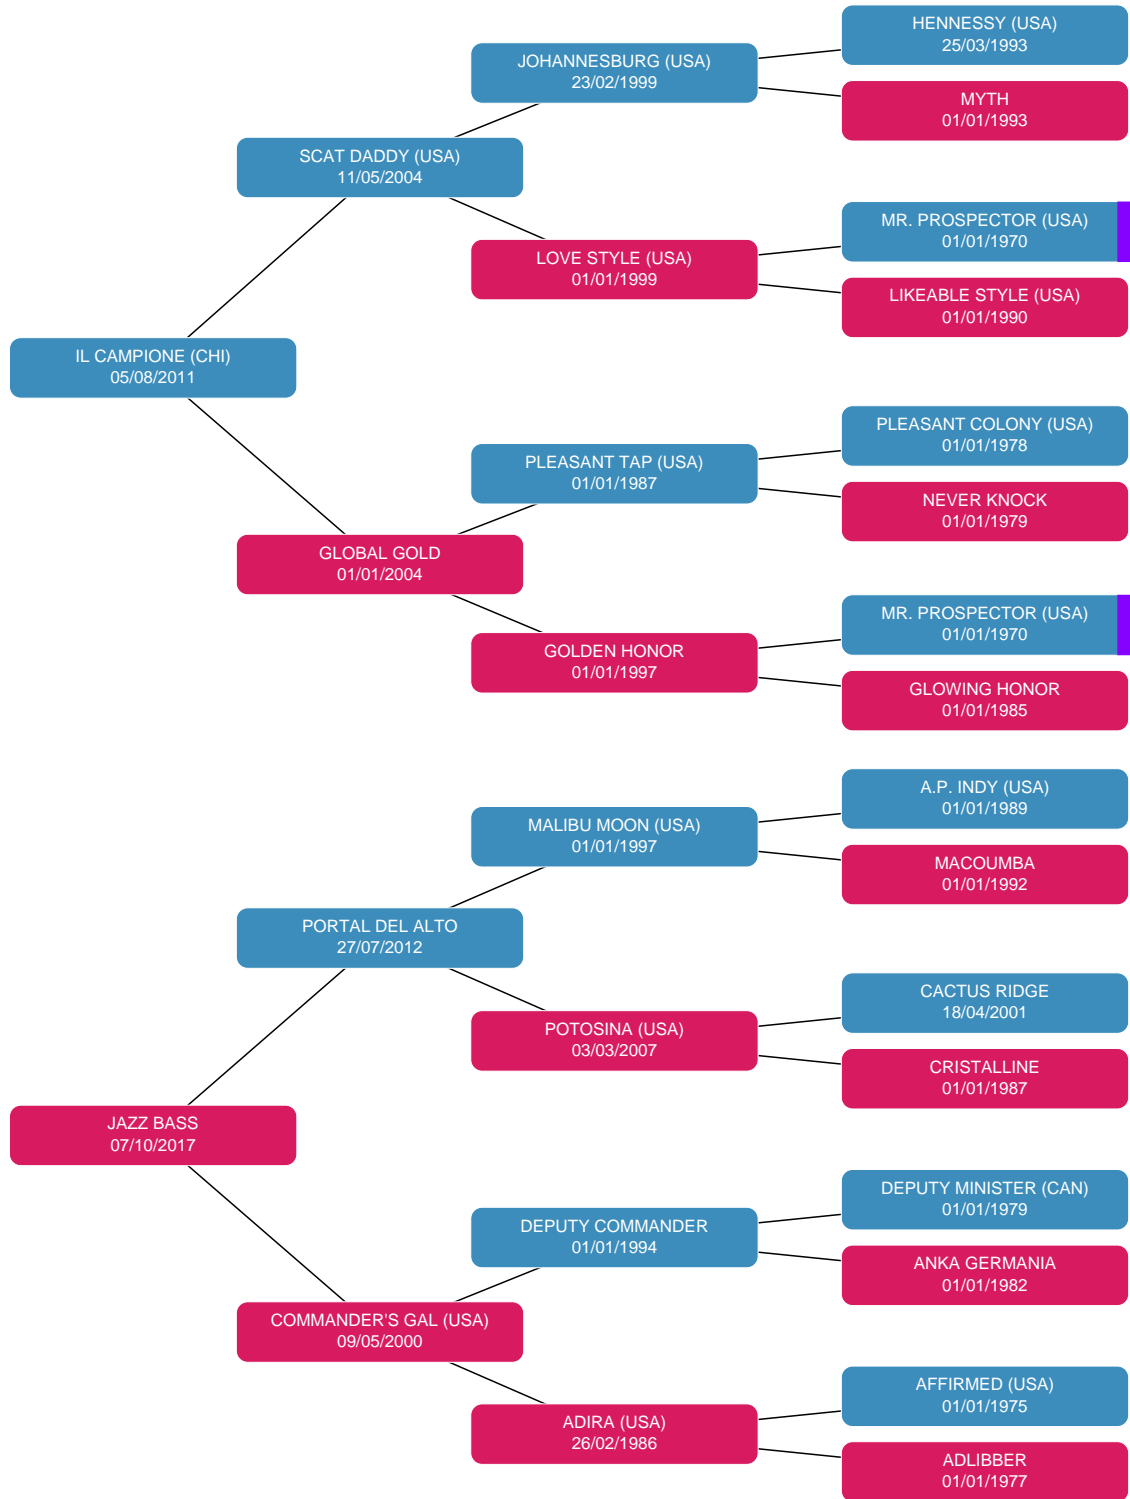 HENNESSY (USA)
25/03/1993
JOHANNESBURG (USA)
23/02/1999
MYTH
01/01/1993
SCAT DADDY (USA)
11/05/2004
MR. PROSPECTOR (USA)
01/01/1970
LOVE STYLE (USA)
01/01/1999
LIKEABLE STYLE (USA)
01/01/1990
IL CAMPIONE (CHI)
05/08/2011
PLEASANT COLONY (USA)
01/01/1978
PLEASANT TAP (USA)
01/01/1987
NEVER KNOCK
01/01/1979
GLOBAL GOLD
01/01/2004
MR. PROSPECTOR (USA)
01/01/1970
GOLDEN HONOR
01/01/1997
GLOWING HONOR
01/01/1985
A.P. INDY (USA)
01/01/1989
MALIBU MOON (USA)
01/01/1997
MACOUMBA
01/01/1992
PORTAL DEL ALTO
27/07/2012
CACTUS RIDGE
18/04/2001
POTOSINA (USA)
03/03/2007
CRISTALLINE
01/01/1987
JAZZ BASS
07/10/2017
DEPUTY MINISTER (CAN)
01/01/1979
DEPUTY COMMANDER
01/01/1994
ANKA GERMANIA
01/01/1982
COMMANDER'S GAL (USA)
09/05/2000
AFFIRMED (USA)
01/01/1975
ADIRA (USA)
26/02/1986
ADLIBBER
01/01/1977